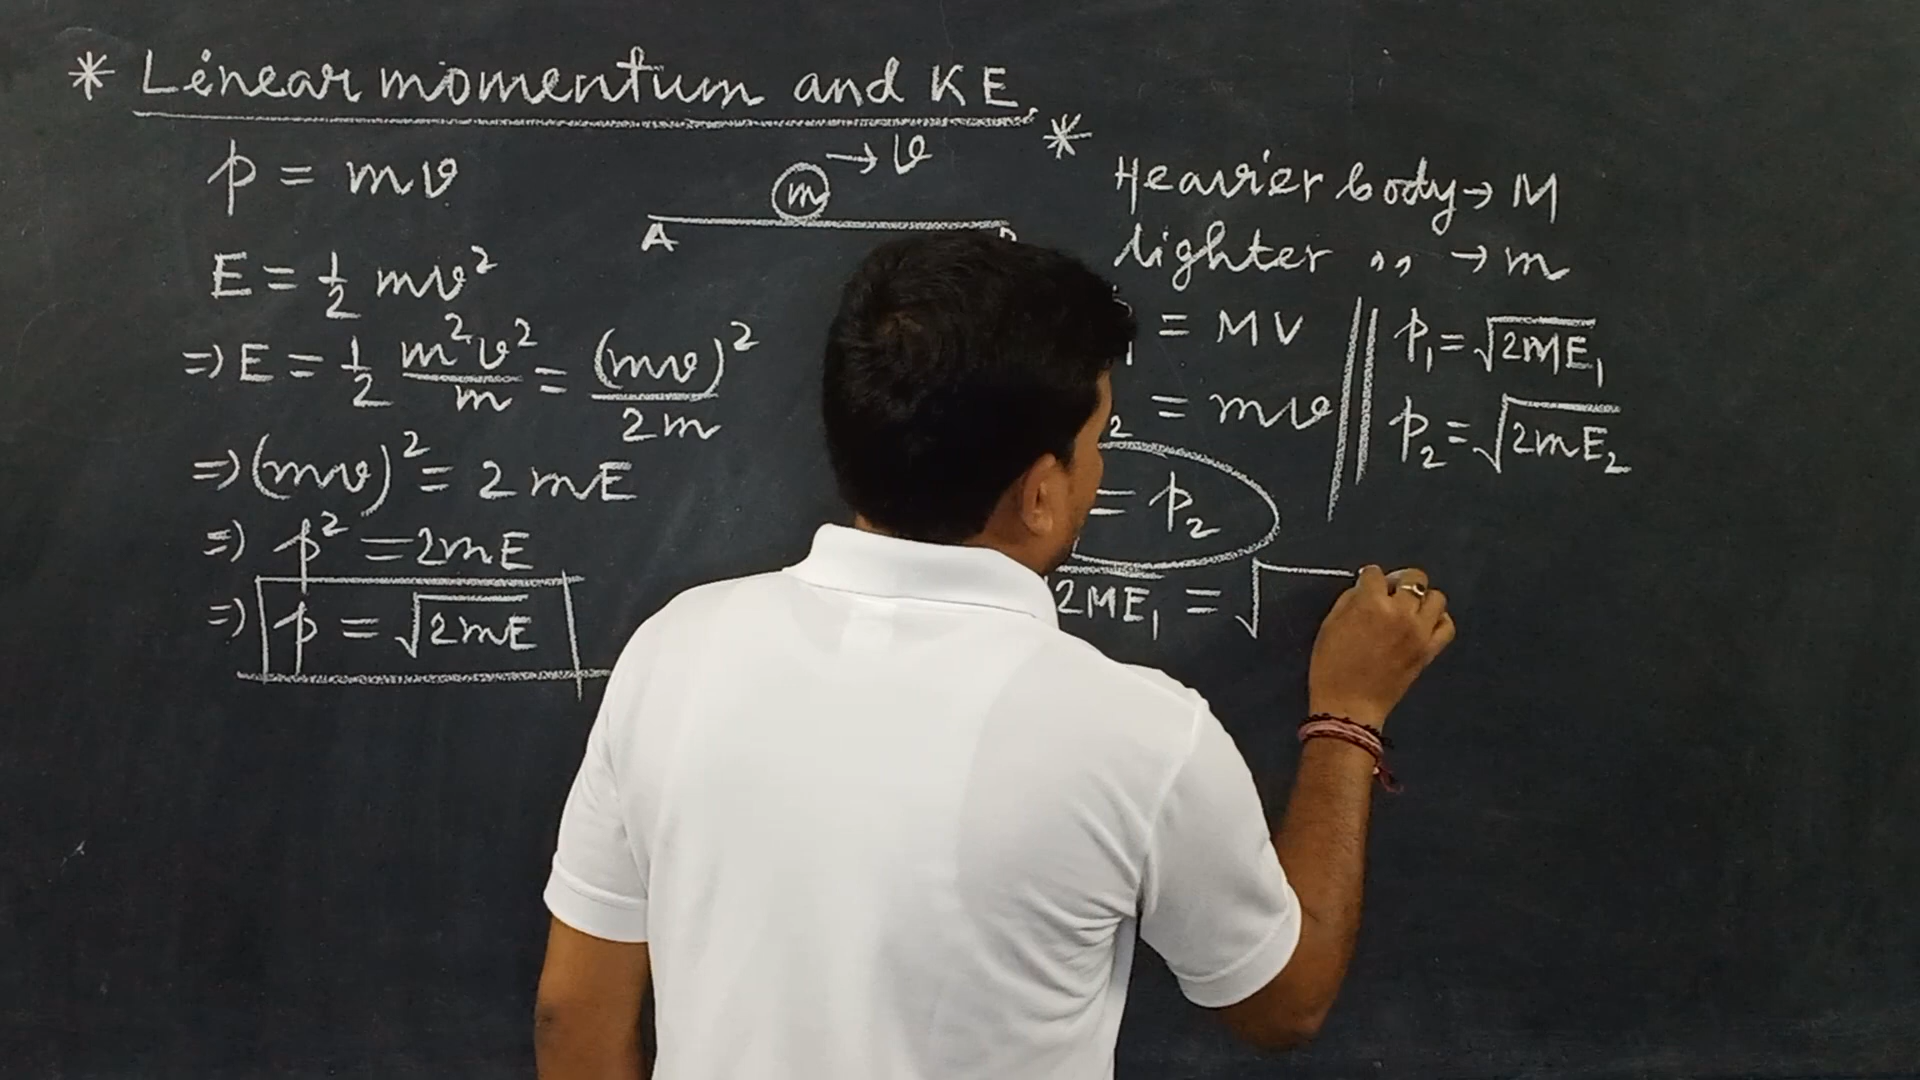 * Linear momentum and KE.
p = mv
m → v
A
E = 1/2 mv²
⇒ E = 1/2 m²v²/m = (mv)²/2m
⇒ (mv)² = 2mE
⇒ p² = 2mE
⇒ p = √2mE
*
Heavier body → M
lighter ,, → m
= MV
2 = mv
p₁ = √2ME₁
p₂ = √2mE₂
= p₂
2ME₁ = √